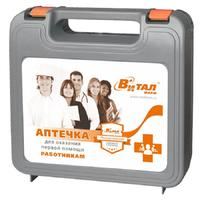 ВИТАЛ
ФАРМ
АПТЕЧКА
для оказания
первой помощи
РАБОТНИКАМ